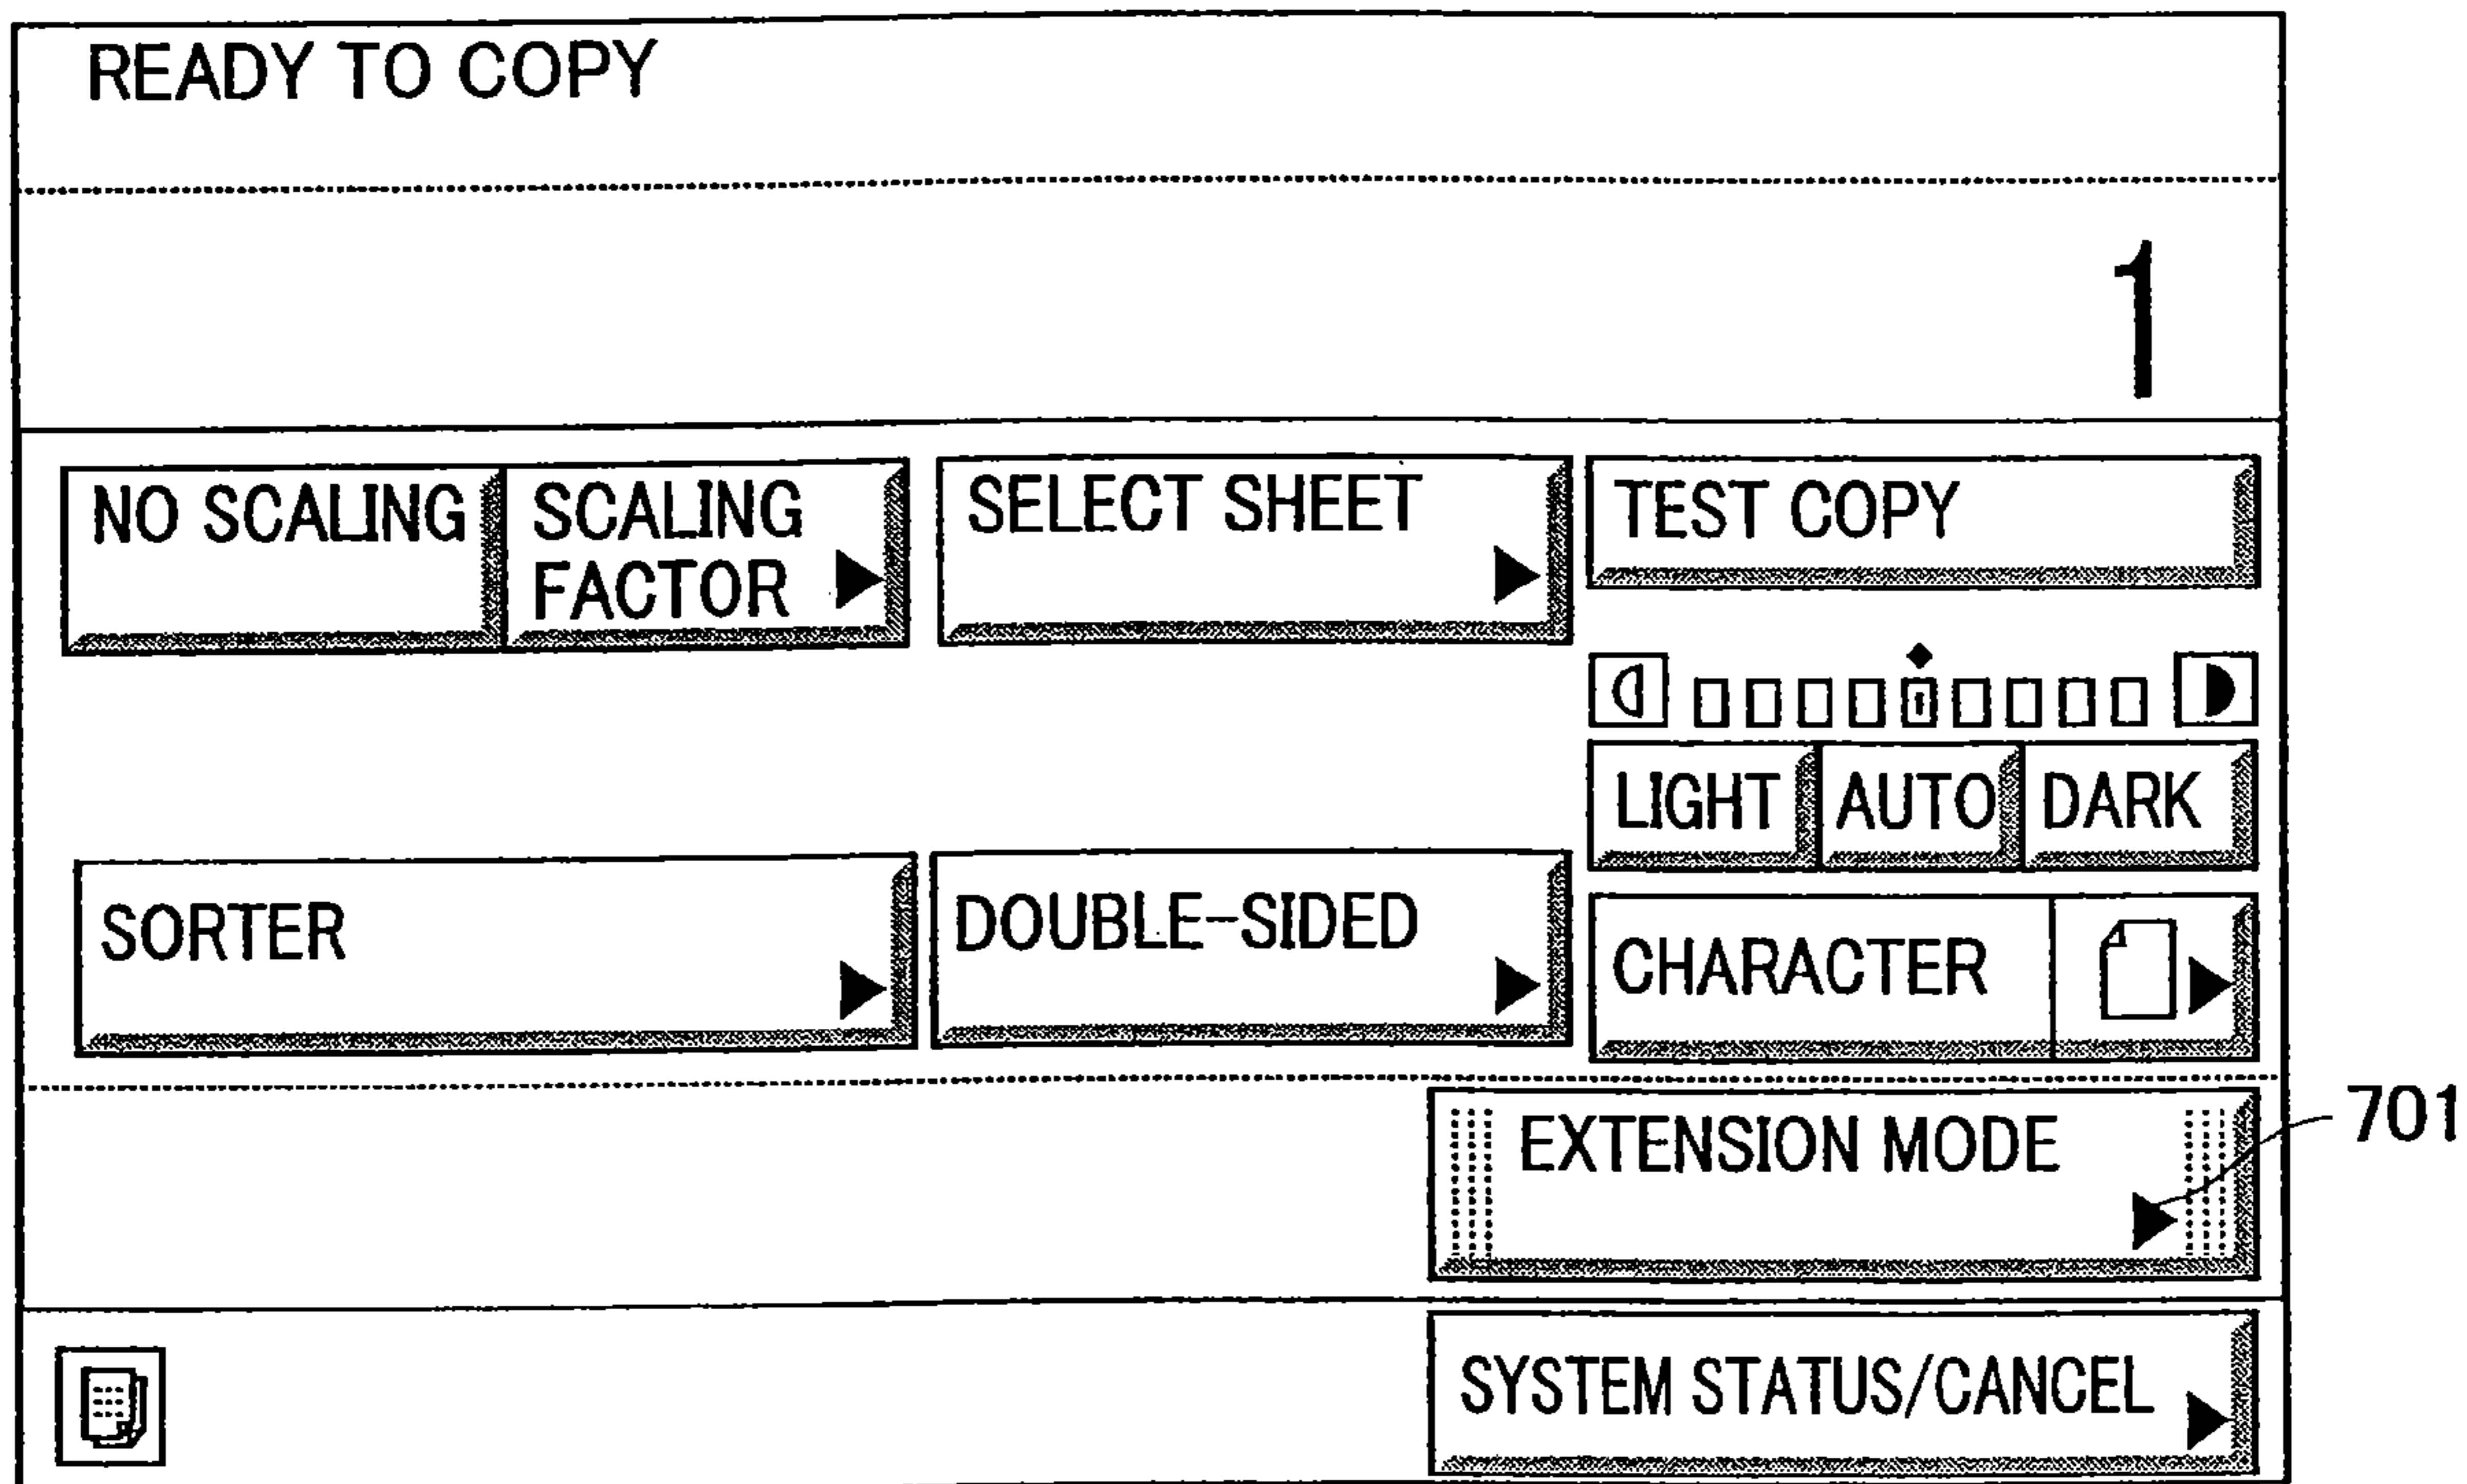 READY TO COPY
1
NO SCALING
SCALING
FACTOR
SELECT SHEET
TEST COPY
LIGHT
AUTO
DARK
SORTER
DOUBLE-SIDED
CHARACTER
EXTENSION MODE
701
SYSTEM STATUS/CANCEL